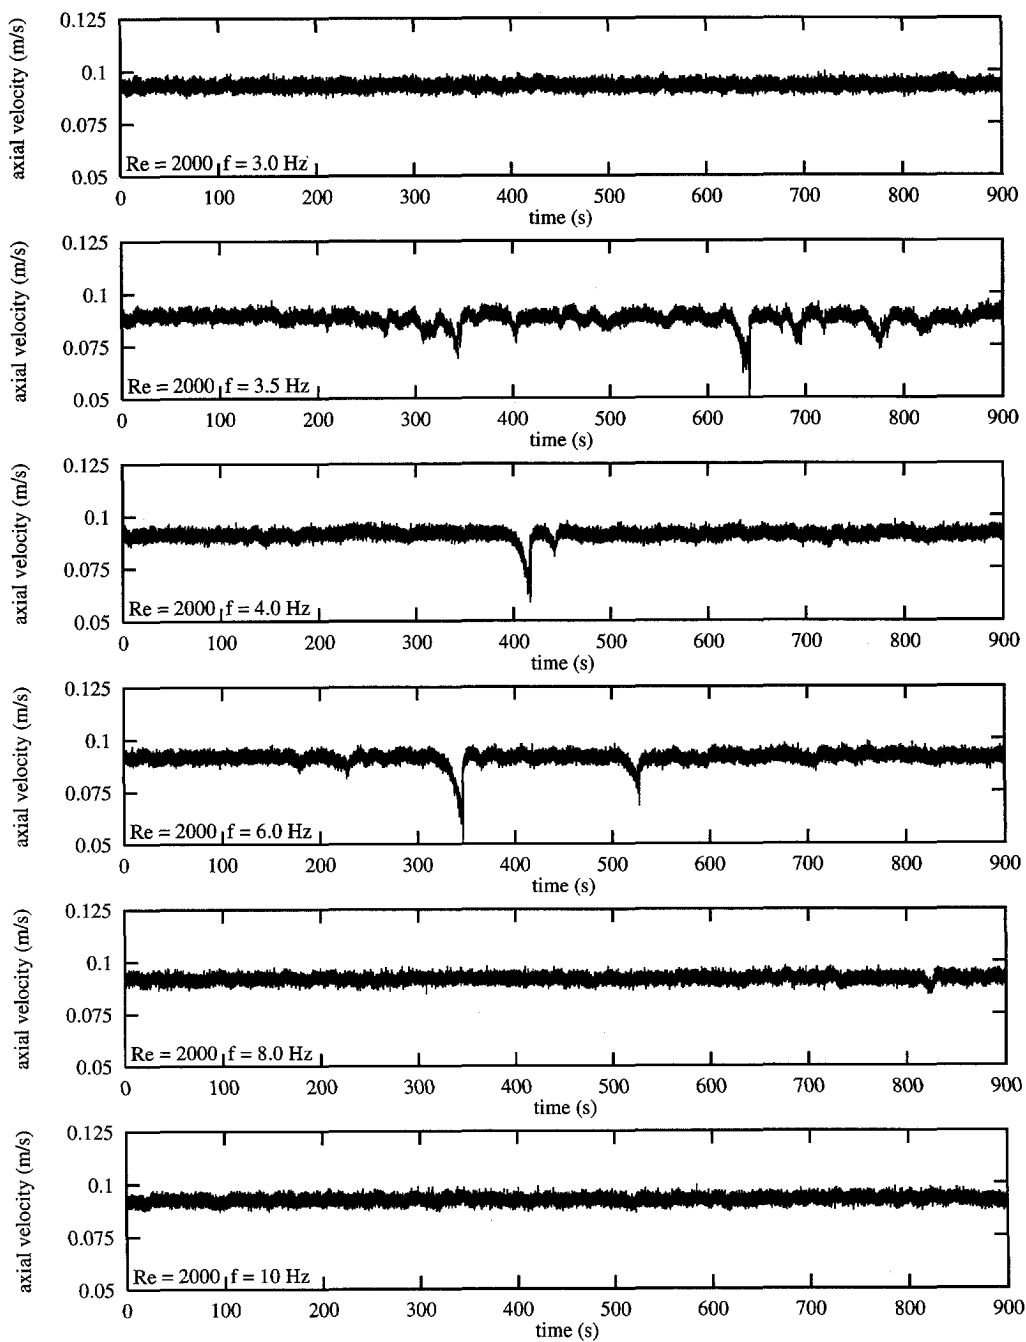 0.125
0.1
0.075
0.05
axial velocity (m/s)
Re = 2000 f = 3.0 Hz
0 100 200 300 400 500 600 700 800 900
time (s)
0.125
0.1
0.075
0.05
axial velocity (m/s)
Re = 2000 f = 3.5 Hz
0 100 200 300 400 500 600 700 800 900
time (s)
0.125
0.1
0.075
0.05
axial velocity (m/s)
Re = 2000 f = 4.0 Hz
0 100 200 300 400 500 600 700 800 900
time (s)
0.125
0.1
0.075
0.05
axial velocity (m/s)
Re = 2000 f = 6.0 Hz
0 100 200 300 400 500 600 700 800 900
time (s)
0.125
0.1
0.075
0.05
axial velocity (m/s)
Re = 2000 f = 8.0 Hz
0 100 200 300 400 500 600 700 800 900
time (s)
0.125
0.1
0.075
0.05
axial velocity (m/s)
Re = 2000 f = 10 Hz
0 100 200 300 400 500 600 700 800 900
time (s)